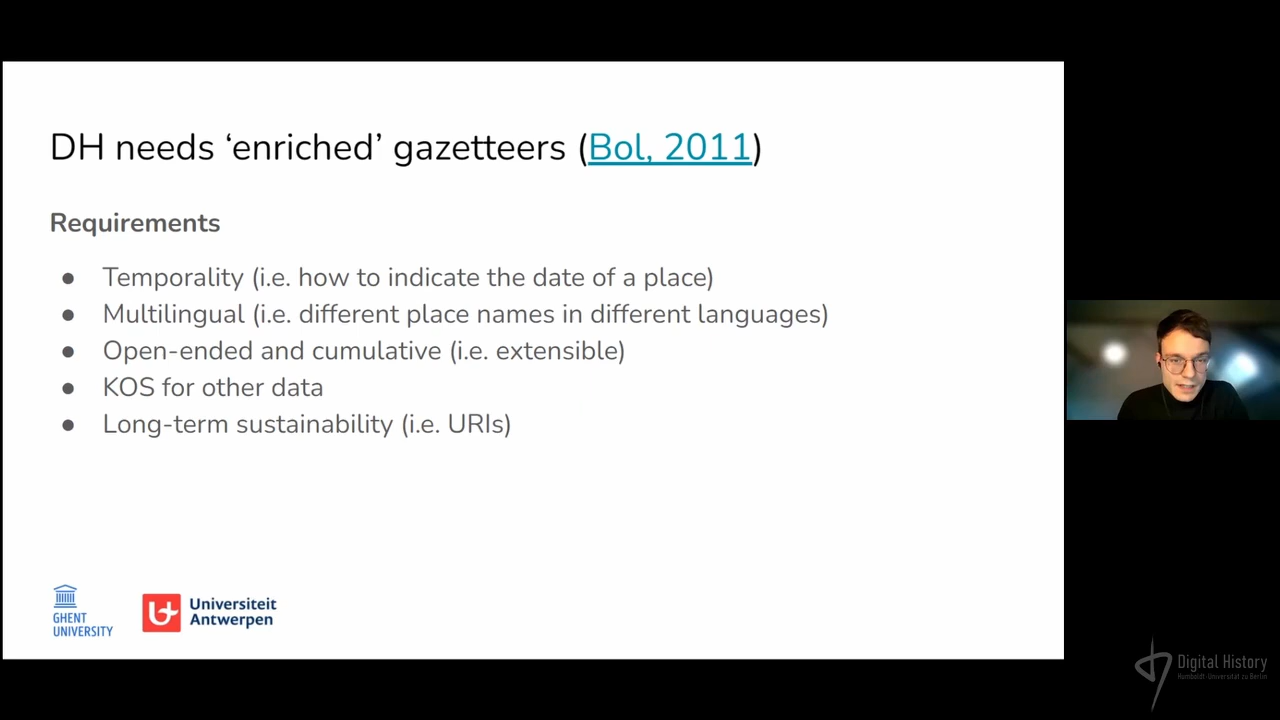 DH needs ‘enriched’ gazetteers (Bol, 2011)
Requirements
● Temporality (i.e. how to indicate the date of a place)
● Multilingual (i.e. different place names in different languages)
● Open-ended and cumulative (i.e. extensible)
● KOS for other data
● Long-term sustainability (i.e. URIs)
GHENT
UNIVERSITY
Universiteit
Antwerpen
Digital History
Humboldt-Universität zu Berlin